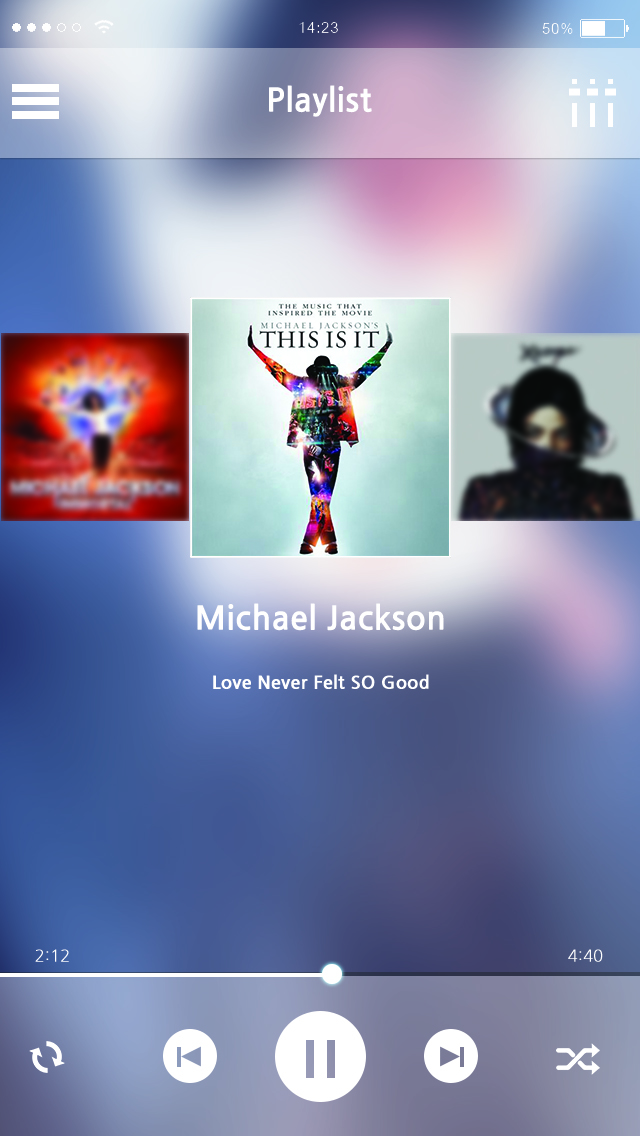 14:23
50%
Playlist
THE MUSIC THAT
INSPIRED THE MOVIE
MICHAEL JACKSON'S
THIS IS IT
MICHAEL JACKSON
Michael Jackson
Love Never Felt SO Good
2:12
4:40